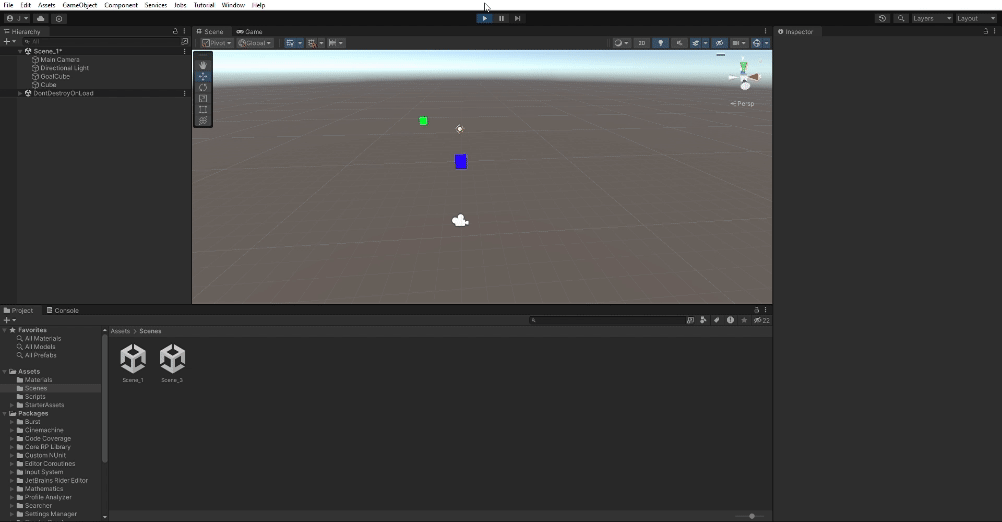 File Edit Assets GameObject Component Services Jobs Tutorial Window Help
J Layers Layout
Hierarchy Scene Game Inspector
All Pivot Global 2D
Scene_1*
Main Camera
Directional Light
GoalCube
Cube
DontDestroyOnLoad
Persp
Project Console
22
Favorites
All Materials
All Models
All Prefabs
Assets
Materials
Scenes
Scripts
StarterAssets
Packages
Burst
Cinemachine
Code Coverage
Core RP Library
Custom NUnit
Editor Coroutines
Input System
JetBrains Rider Editor
Mathematics
Profile Analyzer
Searcher
Settings Manager
Assets > Scenes
Scene_1 Scene_3